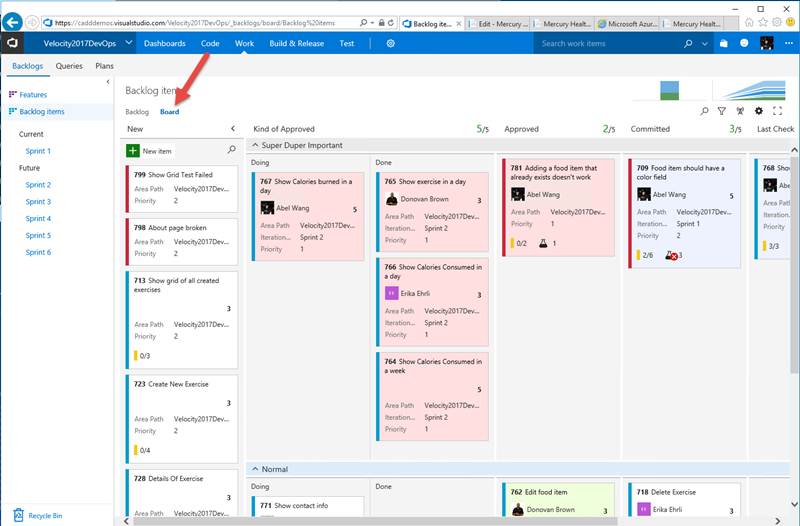 https://cadddemos.visualstudio.com/Velocity2017DevOps/_backlogs/board/Backlog%20items
Backlog ite...
Edit - Mercury ...
Mercury Healt...
Microsoft Azur...
Mercury Healt...
Velocity2017DevOps
Dashboards
Code
Work
Build & Release
Test
Search work items
Backlogs
Queries
Plans
Features
Backlog items
Current
Sprint 1
Future
Sprint 2
Sprint 3
Sprint 4
Sprint 5
Sprint 6
Recycle Bin
Backlog items
Backlog
Board
New
Kind of Approved
5/5
Approved
2/5
Committed
3/5
Last Check
New item
799 Show Grid Test Failed
Area Path Velocity2017Dev...
Priority 2
798 About page broken
Area Path Velocity2017Dev...
Priority 2
713 Show grid of all created
exercises
3
Area Path Velocity2017Dev...
Priority 2
0/3
723 Create New Exercise
3
Area Path Velocity2017Dev...
Priority 2
0/4
728 Details Of Exercise
3
Area Path Velocity2017Dev...
Super Duper Important
Doing
767 Show Calories burned in a
day
Abel Wang 5
Area Path Velocity2017Dev...
Iteration... Sprint 2
Priority 1
Done
765 Show exercise in a day
Donovan Brown 3
Area Path Velocity2017Dev...
Iteration... Sprint 2
Priority 1
766 Show Calories Consumed in
a day
Erika Ehrli 3
Area Path Velocity2017Dev...
Iteration... Sprint 2
Priority 1
764 Show Calories Consumed in
a week
5
Area Path Velocity2017Dev...
Iteration... Sprint 2
Priority 1
781 Adding a food item that
already exists doesn't work
Abel Wang
Area Path Velocity2017Dev...
Priority 1
0/2 1
709 Food item should have a
color field
Abel Wang 5
Area Path Velocity2017Dev...
Iteration... Sprint 1
Priority 2
2/6 3
768 Show
day
Abel
Area Path
Iteration...
Priority
3/3
Normal
Doing
771 Show contact info
Done
762 Edit food item
Donovan Brown 3
718 Delete Exercise
Abel Wang 3